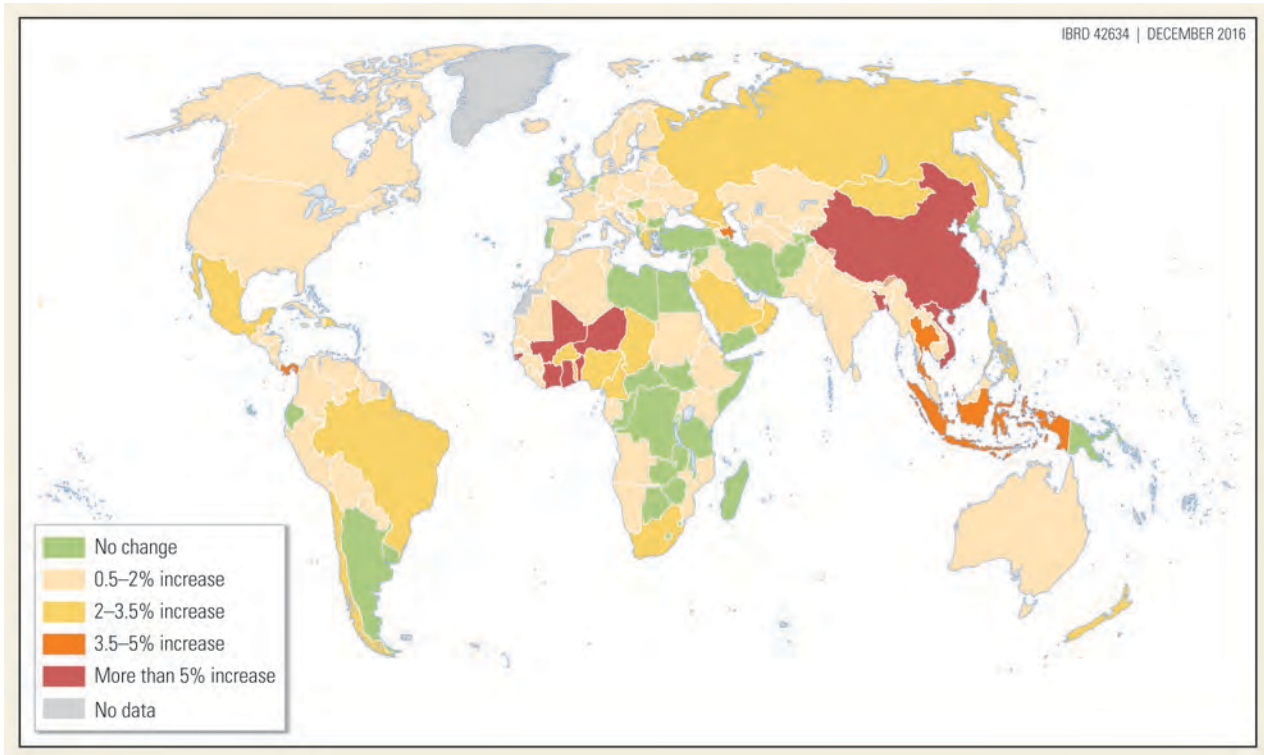 IBRD 42634 | DECEMBER 2016
No change
0.5–2% increase
2–3.5% increase
3.5–5% increase
More than 5% increase
No data